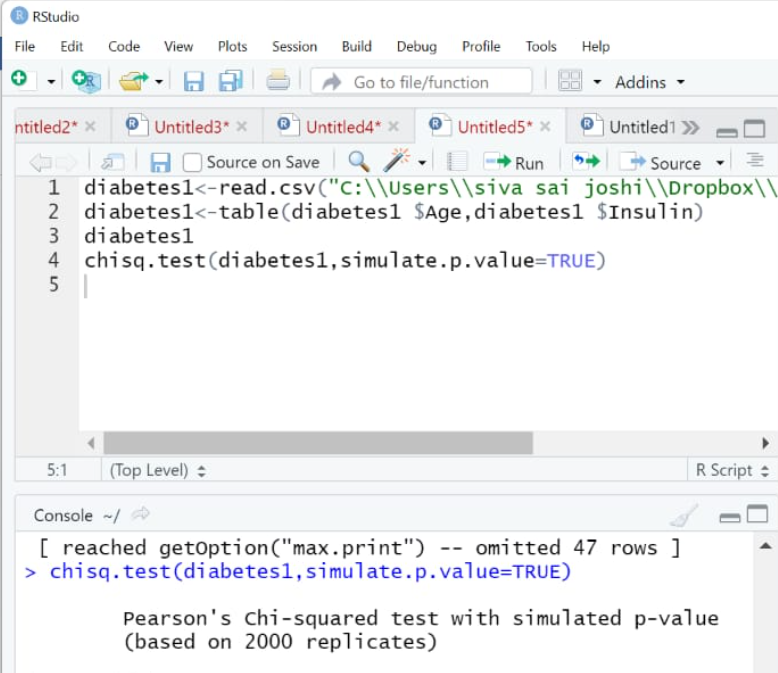 RStudio
File Edit Code View Plots Session Build Debug Profile Tools Help
Go to file/function Addins
ntitled2* Untitled3* Untitled4* Untitled5* Untitled1
Source on Save Run Source
1 diabetes1<-read.csv("C:\\Users\\siva sai joshi\\Dropbox\\
2 diabetes1<-table(diabetes1 $Age,diabetes1 $Insulin)
3 diabetes1
4 chisq.test(diabetes1,simulate.p.value=TRUE)
5
5:1 (Top Level) R Script
Console ~/
[ reached getOption("max.print") -- omitted 47 rows ]
> chisq.test(diabetes1,simulate.p.value=TRUE)
Pearson's Chi-squared test with simulated p-value
(based on 2000 replicates)